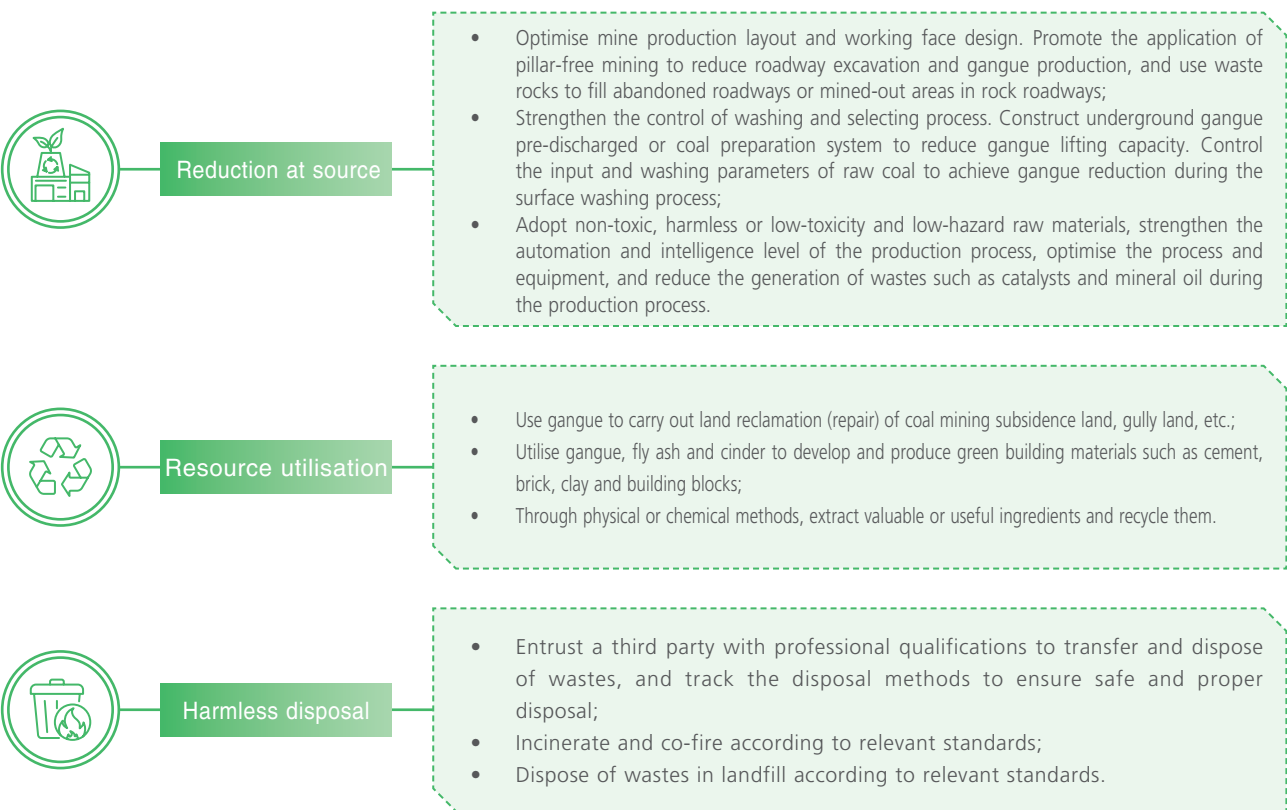 Reduction at source
• Optimise mine production layout and working face design. Promote the application of
pillar-free mining to reduce roadway excavation and gangue production, and use waste
rocks to fill abandoned roadways or mined-out areas in rock roadways;
• Strengthen the control of washing and selecting process. Construct underground gangue
pre-discharged or coal preparation system to reduce gangue lifting capacity. Control
the input and washing parameters of raw coal to achieve gangue reduction during the
surface washing process;
• Adopt non-toxic, harmless or low-toxicity and low-hazard raw materials, strengthen the
automation and intelligence level of the production process, optimise the process and
equipment, and reduce the generation of wastes such as catalysts and mineral oil during
the production process.
Resource utilisation
• Use gangue to carry out land reclamation (repair) of coal mining subsidence land, gully land, etc.;
• Utilise gangue, fly ash and cinder to develop and produce green building materials such as cement,
brick, clay and building blocks;
• Through physical or chemical methods, extract valuable or useful ingredients and recycle them.
Harmless disposal
• Entrust a third party with professional qualifications to transfer and dispose
of wastes, and track the disposal methods to ensure safe and proper
disposal;
• Incinerate and co-fire according to relevant standards;
• Dispose of wastes in landfill according to relevant standards.